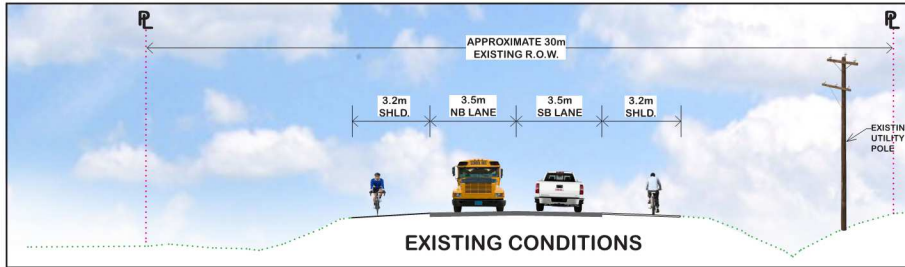 PL
PL
APPROXIMATE 30m
EXISTING R.O.W.
3.2m
SHLD.
3.5m
NB LANE
3.5m
SB LANE
3.2m
SHLD.
EXISTIN
UTILITY
POLE
EXISTING CONDITIONS